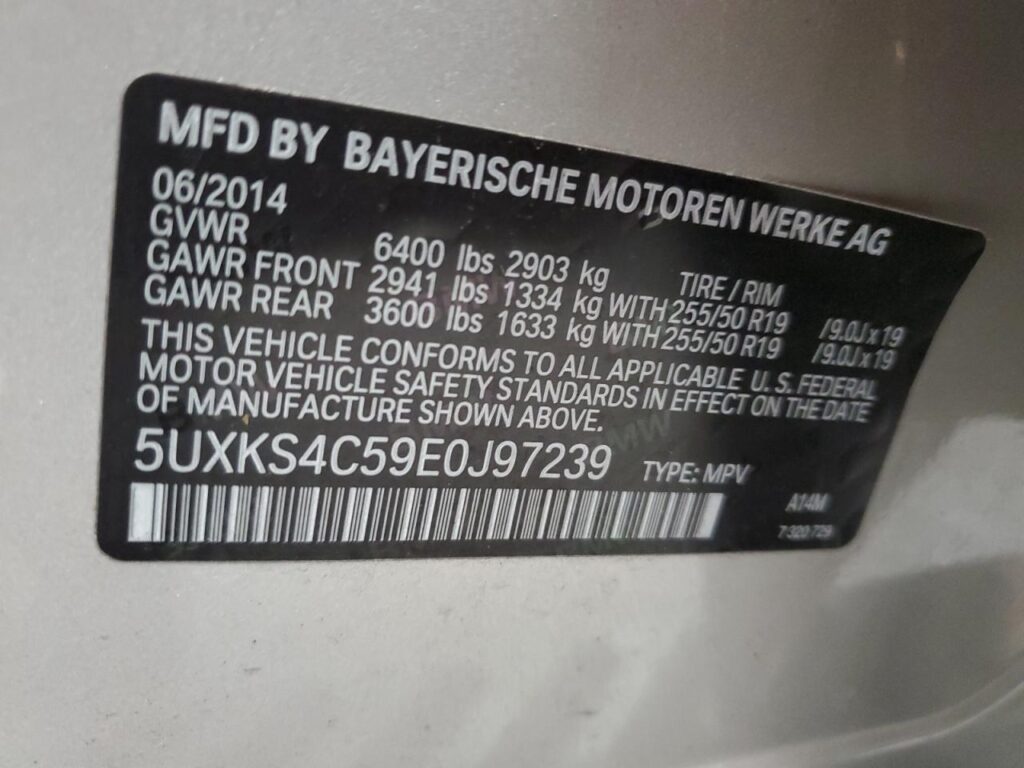 MFD BY BAYERISCHE MOTOREN WERKE AG
06/2014
GVWR 6400 lbs 2903 kg TIRE / RIM
GAWR FRONT 2941 lbs 1334 kg WITH 255/50 R19 /9.0J x 19
GAWR REAR 3600 lbs 1633 kg WITH 255/50 R19 /9.0J x 19
THIS VEHICLE CONFORMS TO ALL APPLICABLE U.S. FEDERAL
MOTOR VEHICLE SAFETY STANDARDS IN EFFECT ON THE DATE
OF MANUFACTURE SHOWN ABOVE.
5UXKS4C59E0J97239 TYPE: MPV
A14M
7 320 729